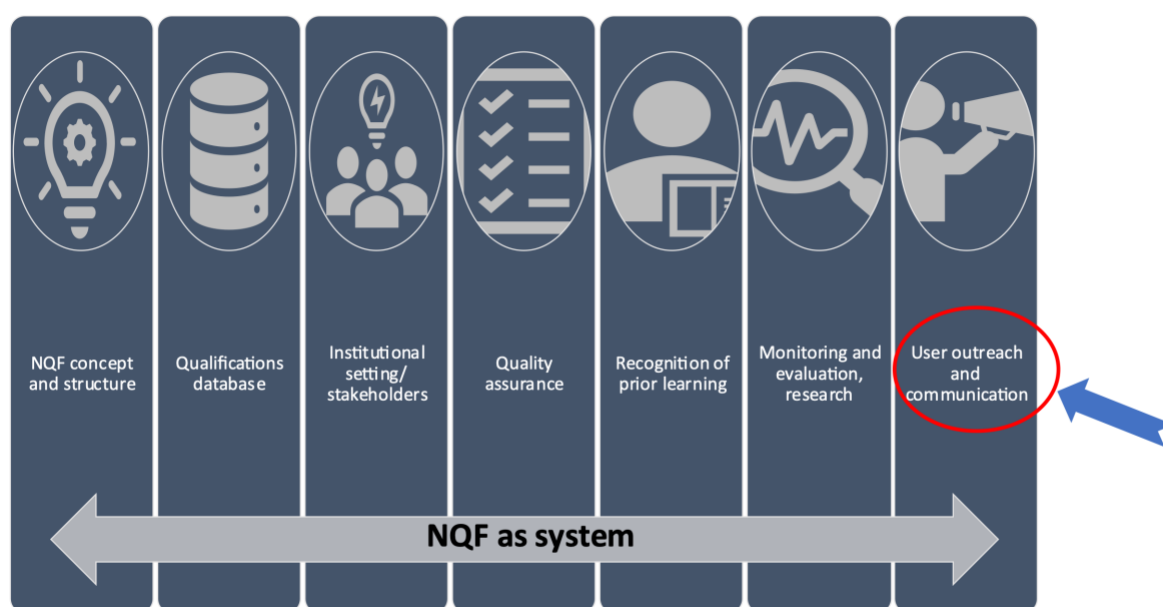 NQF concept
and structure
Qualifications
database
Institutional
setting/
stakeholders
Quality
assurance
Recognition of
prior learning
Monitoring and
evaluation,
research
User outreach
and
communication
NQF as system